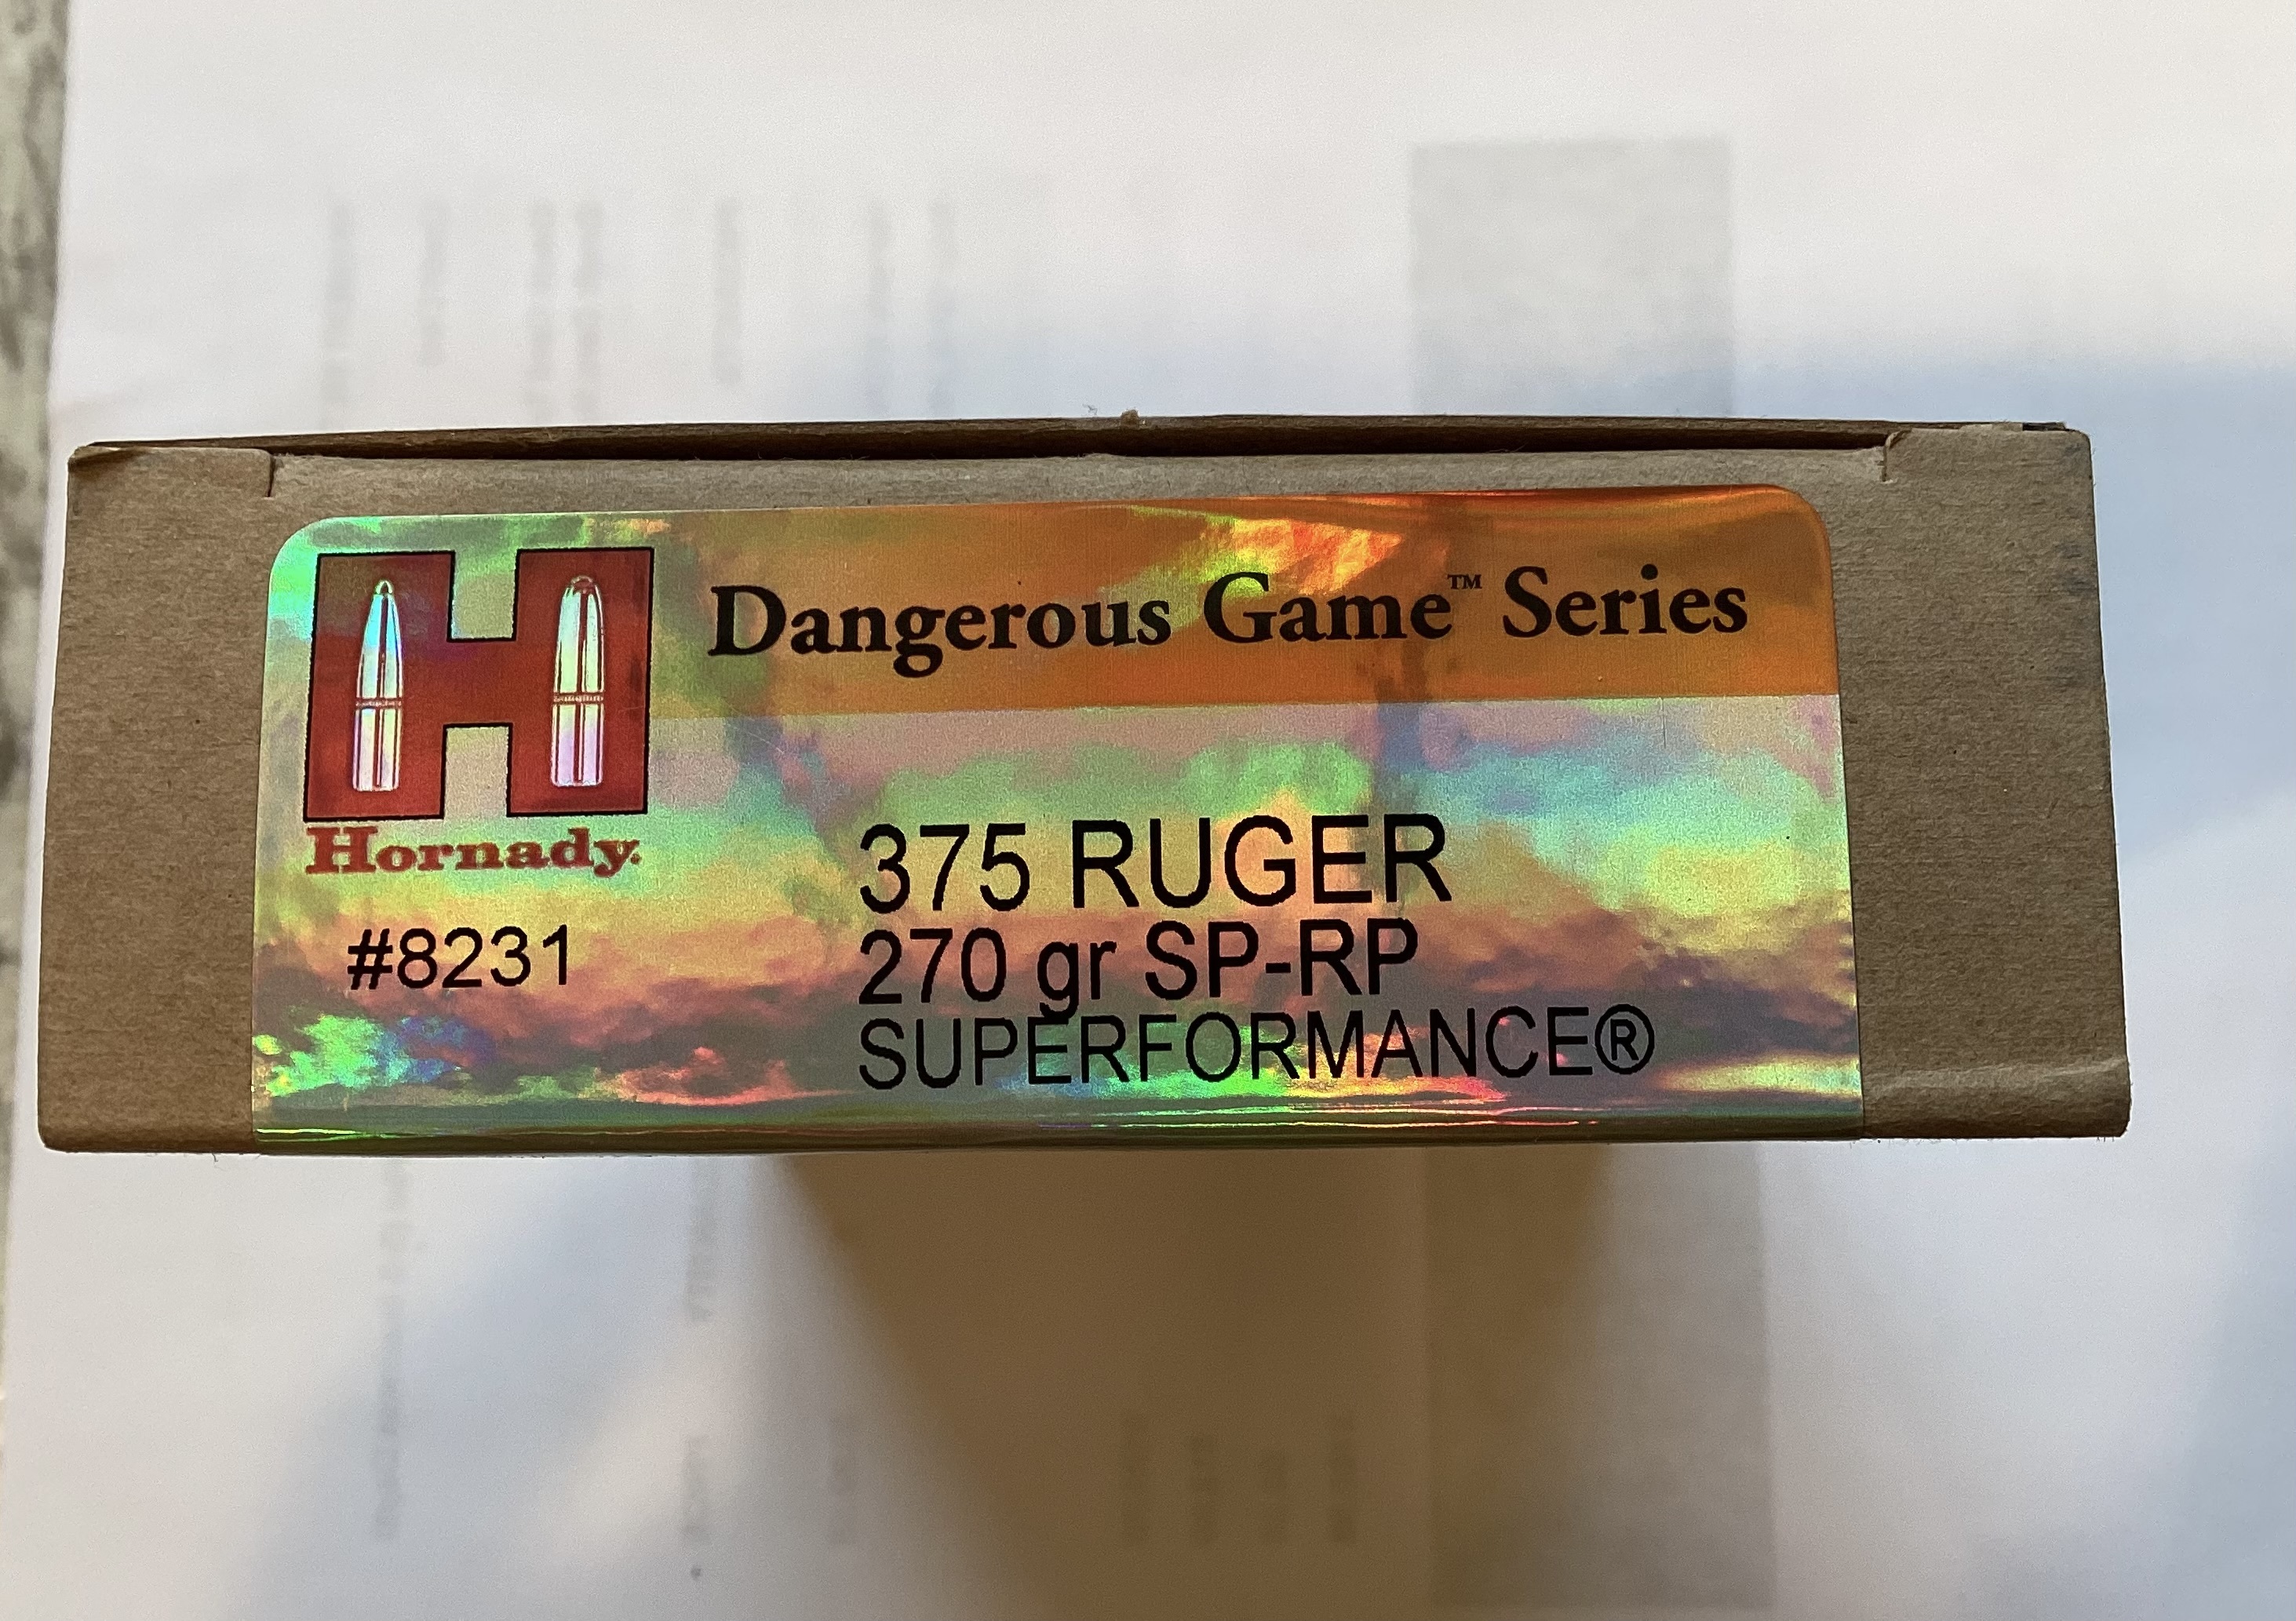 Dangerous Game™ Series
Hornady.
#8231
375 RUGER
270 gr SP-RP
SUPERFORMANCE®